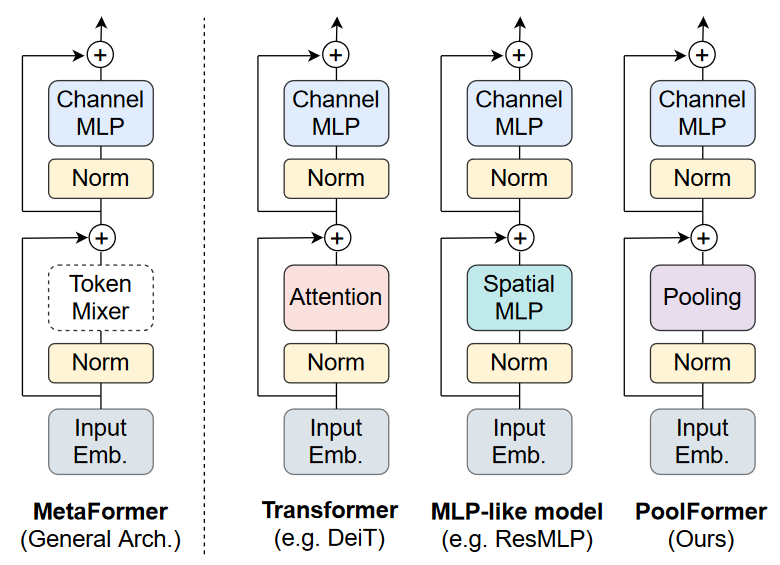 +
Channel
MLP
Norm
+
Token
Mixer
Norm
Input
Emb.
MetaFormer
(General Arch.)
+
Channel
MLP
Norm
+
Attention
Norm
Input
Emb.
Transformer
(e.g. DeiT)
+
Channel
MLP
Norm
+
Spatial
MLP
Norm
Input
Emb.
MLP-like model
(e.g. ResMLP)
+
Channel
MLP
Norm
+
Pooling
Norm
Input
Emb.
PoolFormer
(Ours)